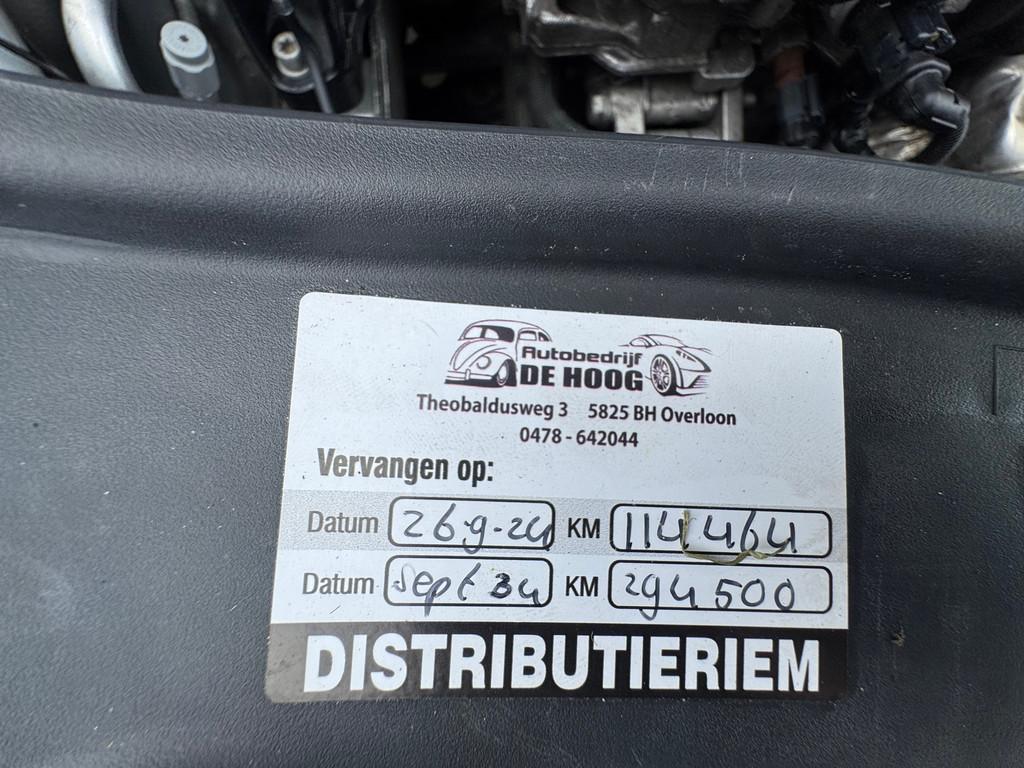 Autobedrijf
DE HOOG
Theobaldusweg 3 5825 BH Overloon
0478 - 642044
Vervangen op:
Datum 26-9-24 KM 114464
Datum sept 34 KM 294500
DISTRIBUTIERIEM